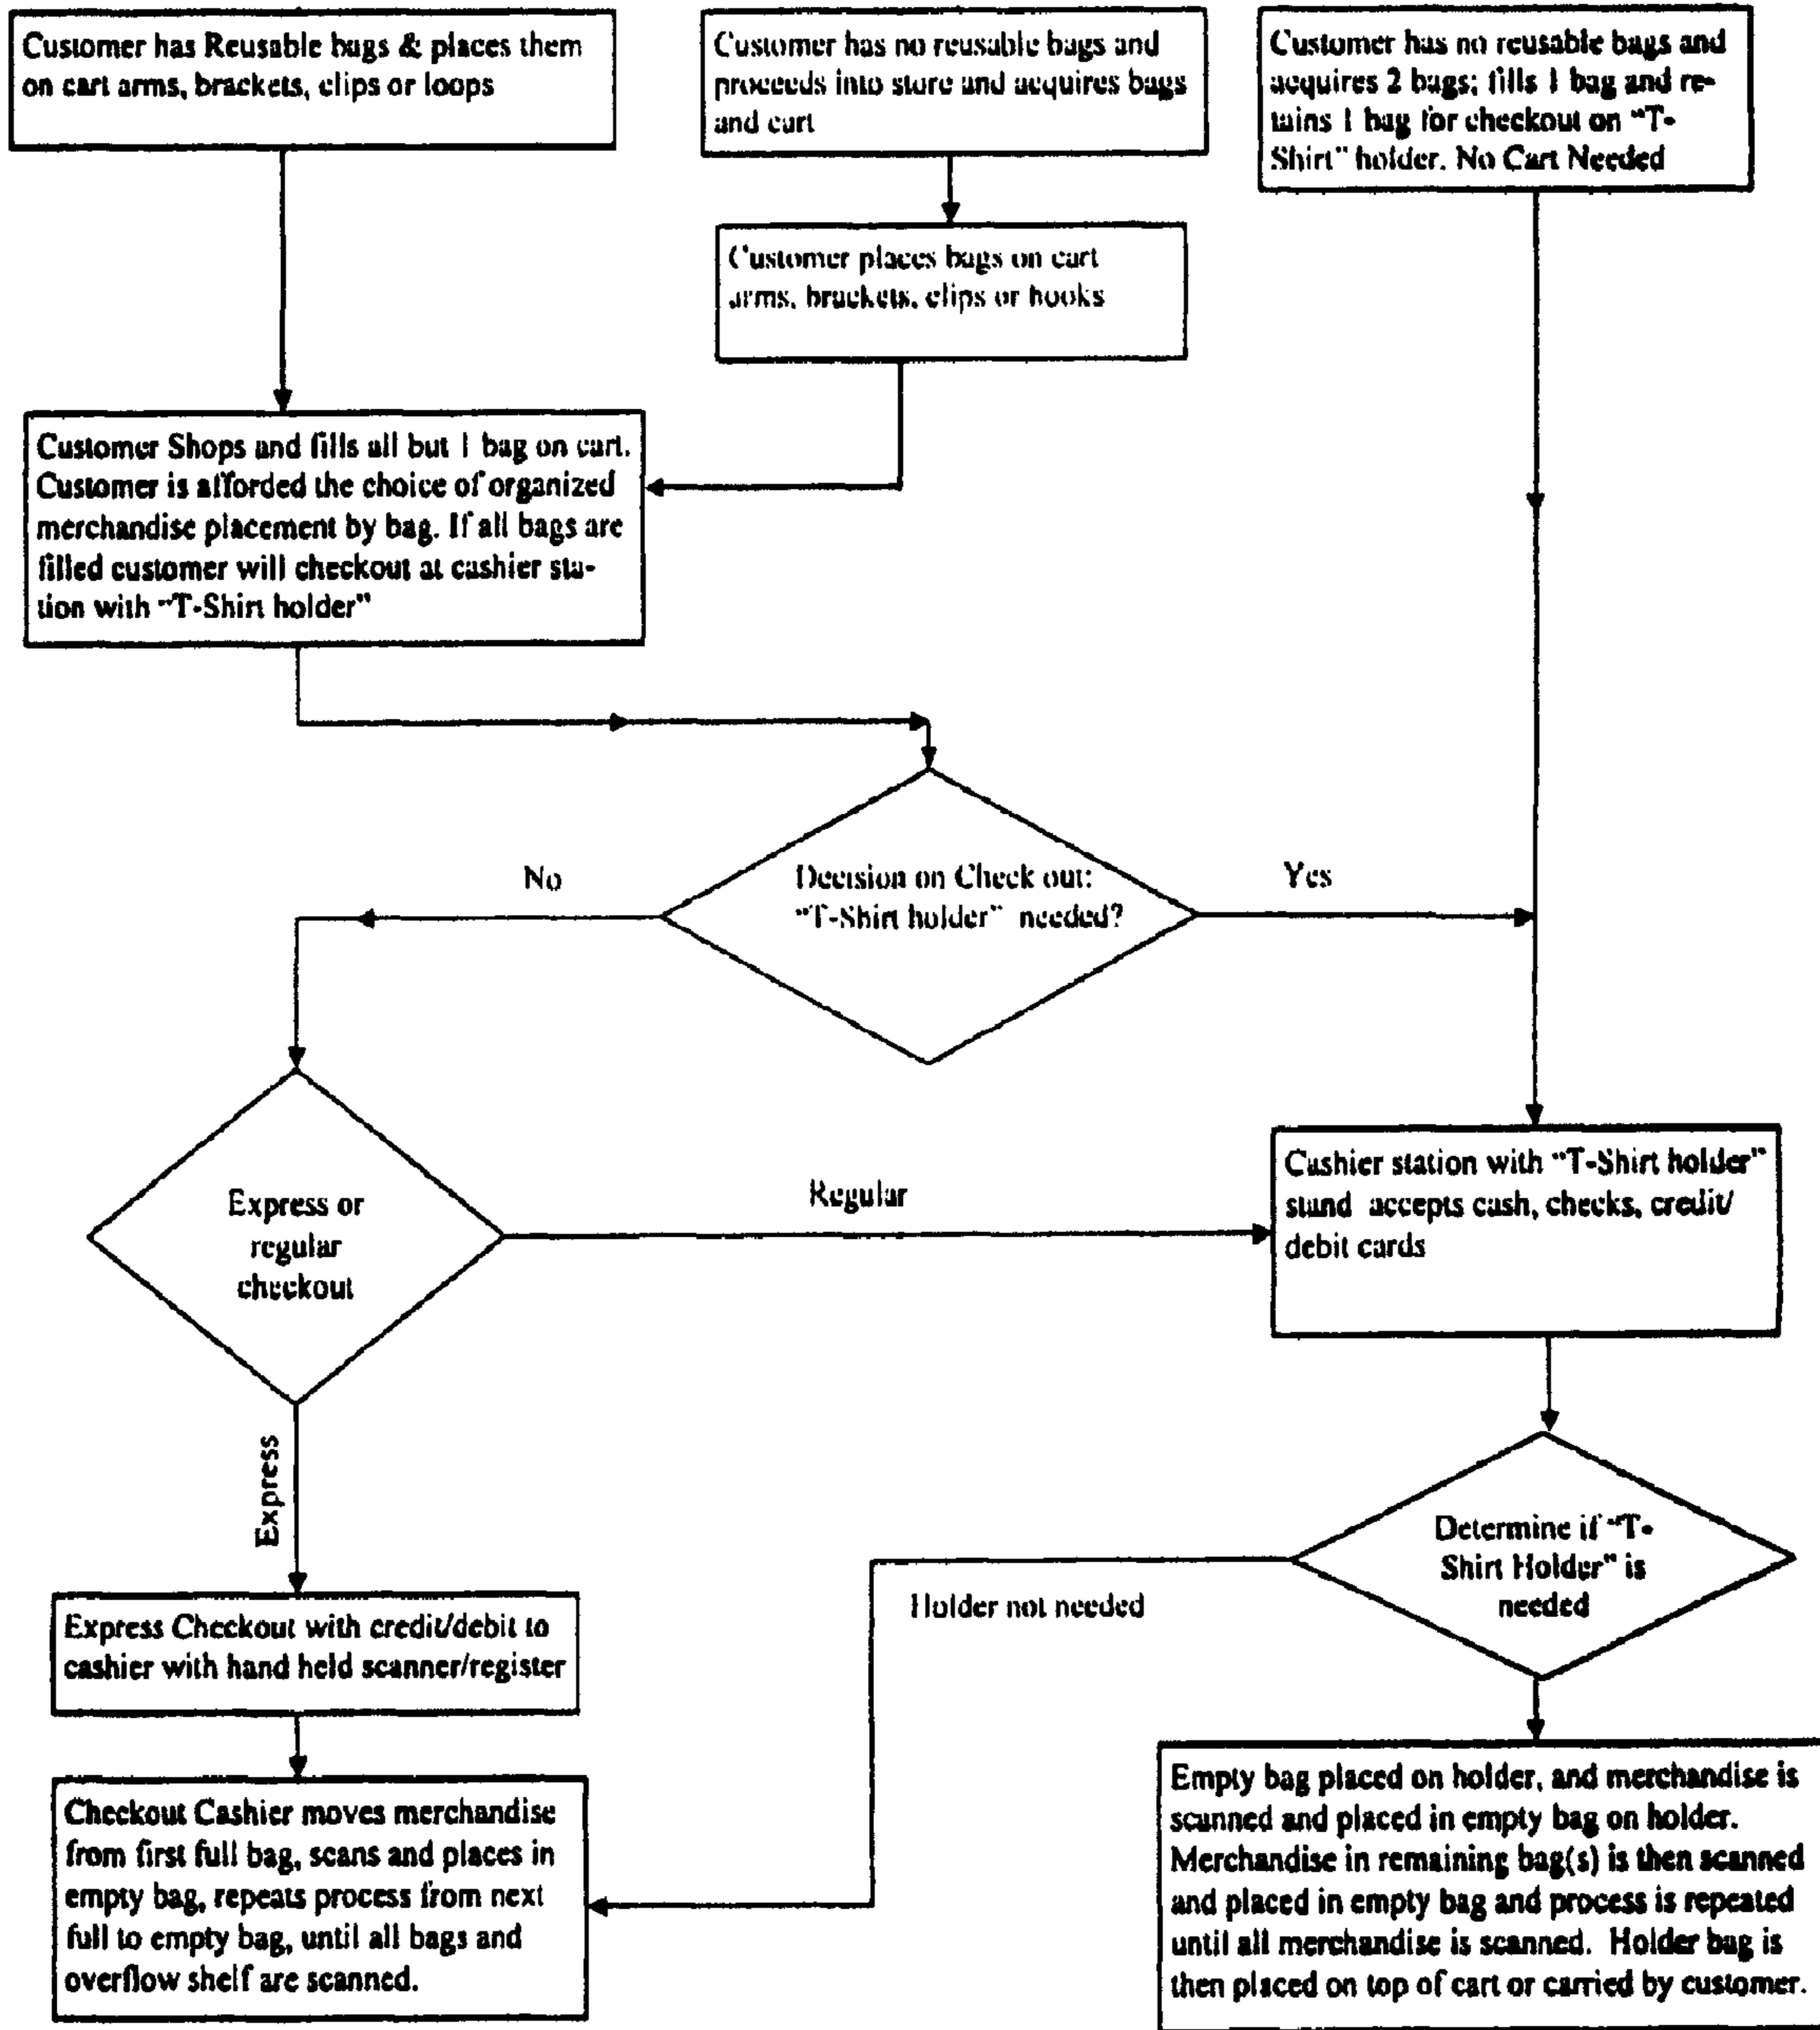 Customer has Reusable bags & places them
on cart arms, brackets, clips or loops
Customer has no reusable bags and
proceeds into store and acquires bags
and cart
Customer has no reusable bags and
acquires 2 bags; fills 1 bag and re-
tains 1 bag for checkout on "T-
Shirt" holder. No Cart Needed
Customer places bags on cart
arms, brackets, clips or hooks
Customer Shops and fills all but 1 bag on cart.
Customer is afforded the choice of organized
merchandise placement by bag. If all bags are
filled customer will checkout at cashier sta-
tion with "T-Shirt holder"
No
Decision on Check out:
"T-Shirt holder" needed?
Yes
Express or
regular
checkout
Regular
Cashier station with "T-Shirt holder"
stand accepts cash, checks, credit/
debit cards
Express
Determine if "T-
Shirt Holder" is
needed
Holder not needed
Express Checkout with credit/debit to
cashier with hand held scanner/register
Checkout Cashier moves merchandise
from first full bag, scans and places in
empty bag, repeats process from next
full to empty bag, until all bags and
overflow shelf are scanned.
Empty bag placed on holder, and merchandise is
scanned and placed in empty bag on holder.
Merchandise in remaining bag(s) is then scanned
and placed in empty bag and process is repeated
until all merchandise is scanned. Holder bag is
then placed on top of cart or carried by customer.